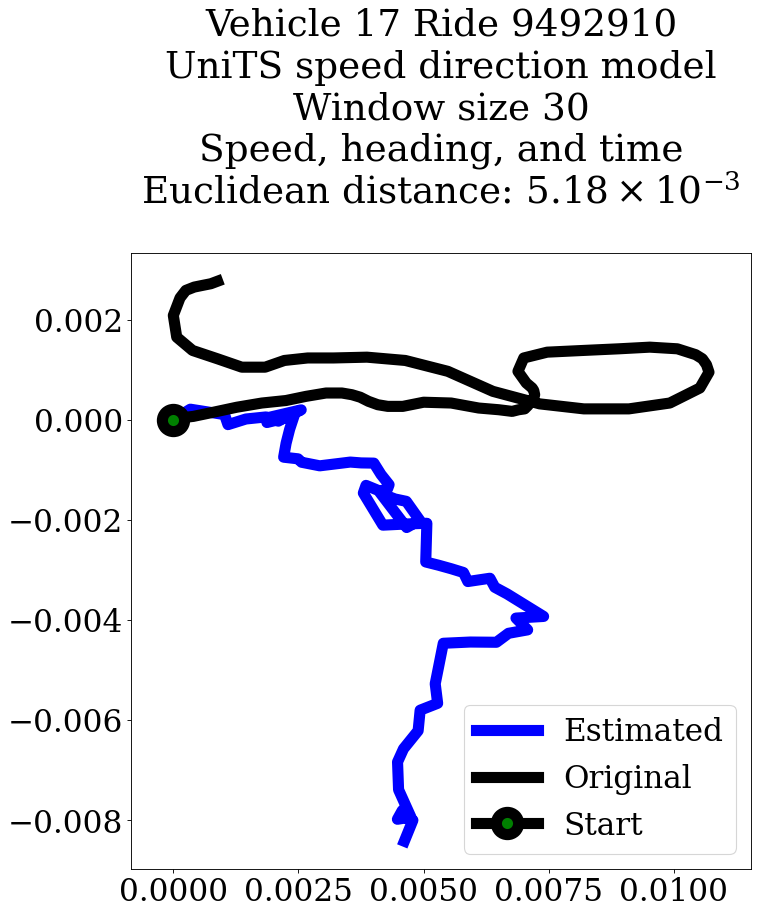 Vehicle 17 Ride 9492910
UniTS speed direction model
Window size 30
Speed, heading, and time
Euclidean distance: 5.18 × 10⁻³
0.002
0.000
−0.002
−0.004
−0.006
−0.008
Estimated
Original
Start
0.0000 0.0025 0.0050 0.0075 0.0100